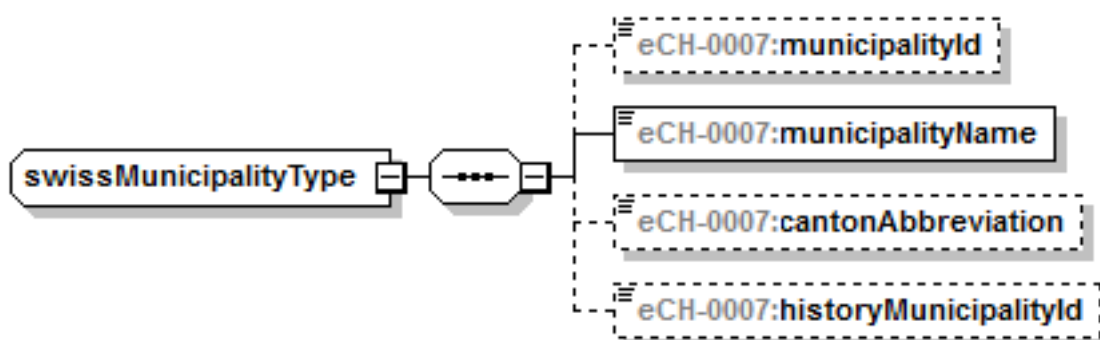 eCH-0007:municipalityId
eCH-0007:municipalityName
swissMunicipalityType
eCH-0007:cantonAbbreviation
eCH-0007:historyMunicipalityId